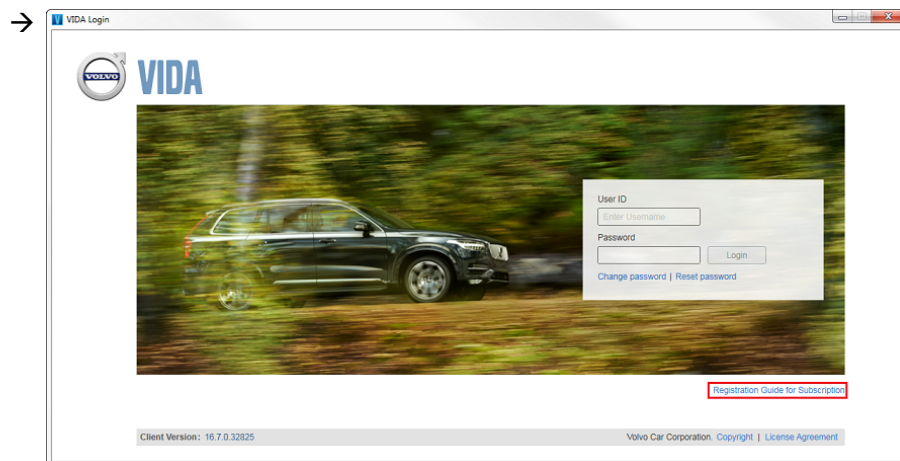 →
VIDA Login
VOLVO
VIDA
User ID
Enter Username
Password
Login
Change password | Reset password
Registration Guide for Subscription
Client Version: 16.7.0.32825
Volvo Car Corporation. Copyright | License Agreement